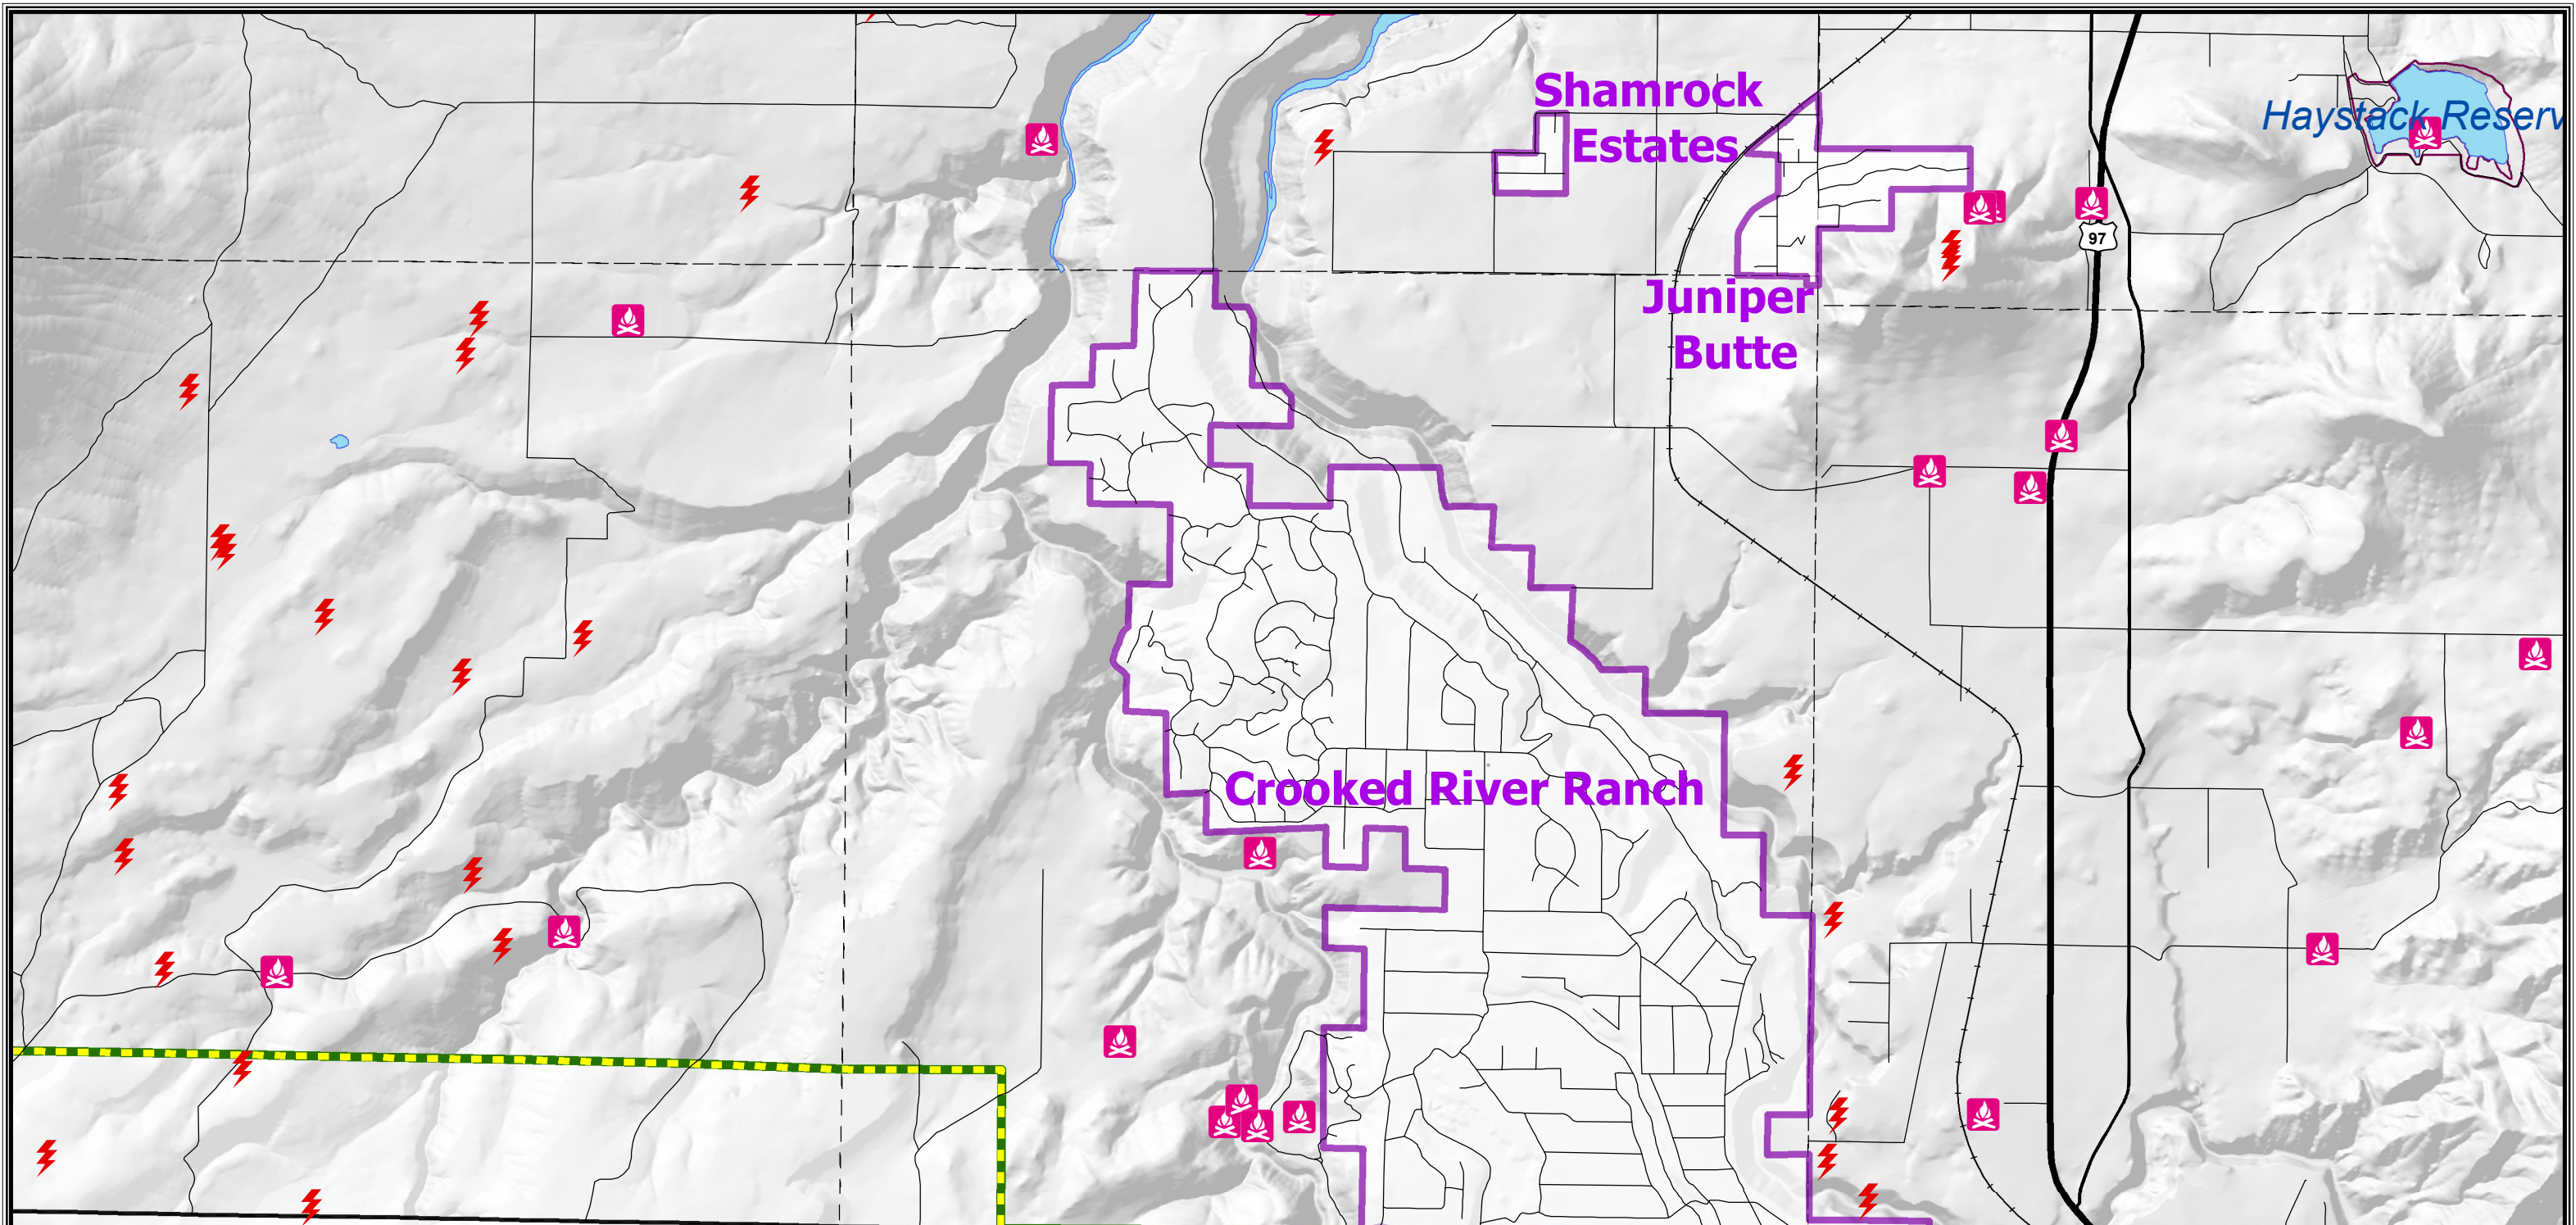 Shamrock
Estates
Haystack Reserv
97
Juniper
Butte
Crooked River Ranch